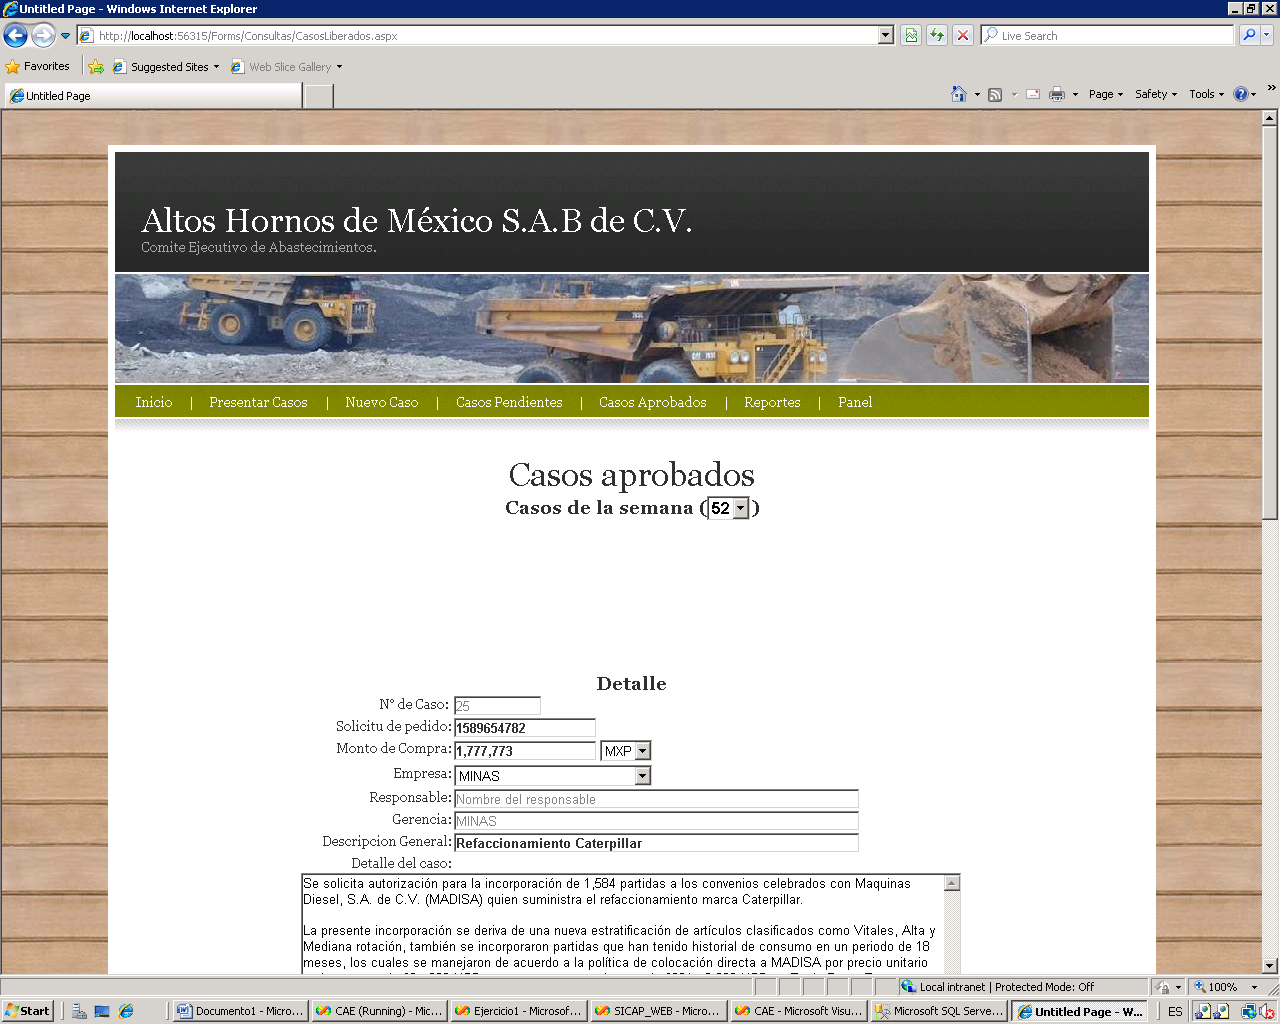 Untitled Page - Windows Internet Explorer
http://localhost:56315/Forms/Consultas/CasosLiberados.aspx
Live Search
Favorites
Suggested Sites
Web Slice Gallery
Untitled Page
Page
Safety
Tools
Altos Hornos de México S.A.B de C.V.
Comite Ejecutivo de Abastecimientos.
Inicio | Presentar Casos | Nuevo Caso | Casos Pendientes | Casos Aprobados | Reportes | Panel
Casos aprobados
Casos de la semana (52)
Detalle
N° de Caso: 25
Solicitu de pedido: 1589654782
Monto de Compra: 1,777,773 MXP
Empresa: MINAS
Responsable: Nombre del responsable
Gerencia: MINAS
Descripcion General: Refaccionamiento Caterpillar
Detalle del caso:
Se solicita autorización para la incorporación de 1,584 partidas a los convenios celebrados con Maquinas
Diesel, S.A. de C.V. (MADISA) quien suministra el refaccionamiento marca Caterpillar.
La presente incorporación se deriva de una nueva estratificación de artículos clasificados como Vitales, Alta y
Mediana rotación, también se incorporaron partidas que han tenido historial de consumo en un periodo de 18
meses, los cuales se manejaron de acuerdo a la política de colocación directa a MADISA por precio unitario
Local intranet | Protected Mode: Off
100%
Start
Documento1 - Micro...
CAE (Running) - Mic...
Ejercicio1 - Microsof...
SICAP_WEB - Micro...
CAE - Microsoft Visu...
Microsoft SQL Serve...
Untitled Page - W...
ES